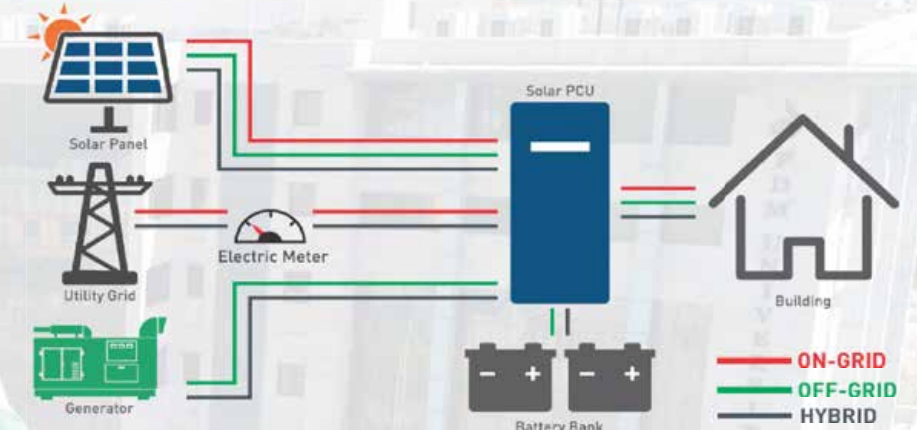 Solar Panel
Solar PCU
Utility Grid
Electric Meter
Building
Generator
Battery Bank
ON-GRID
OFF-GRID
HYBRID